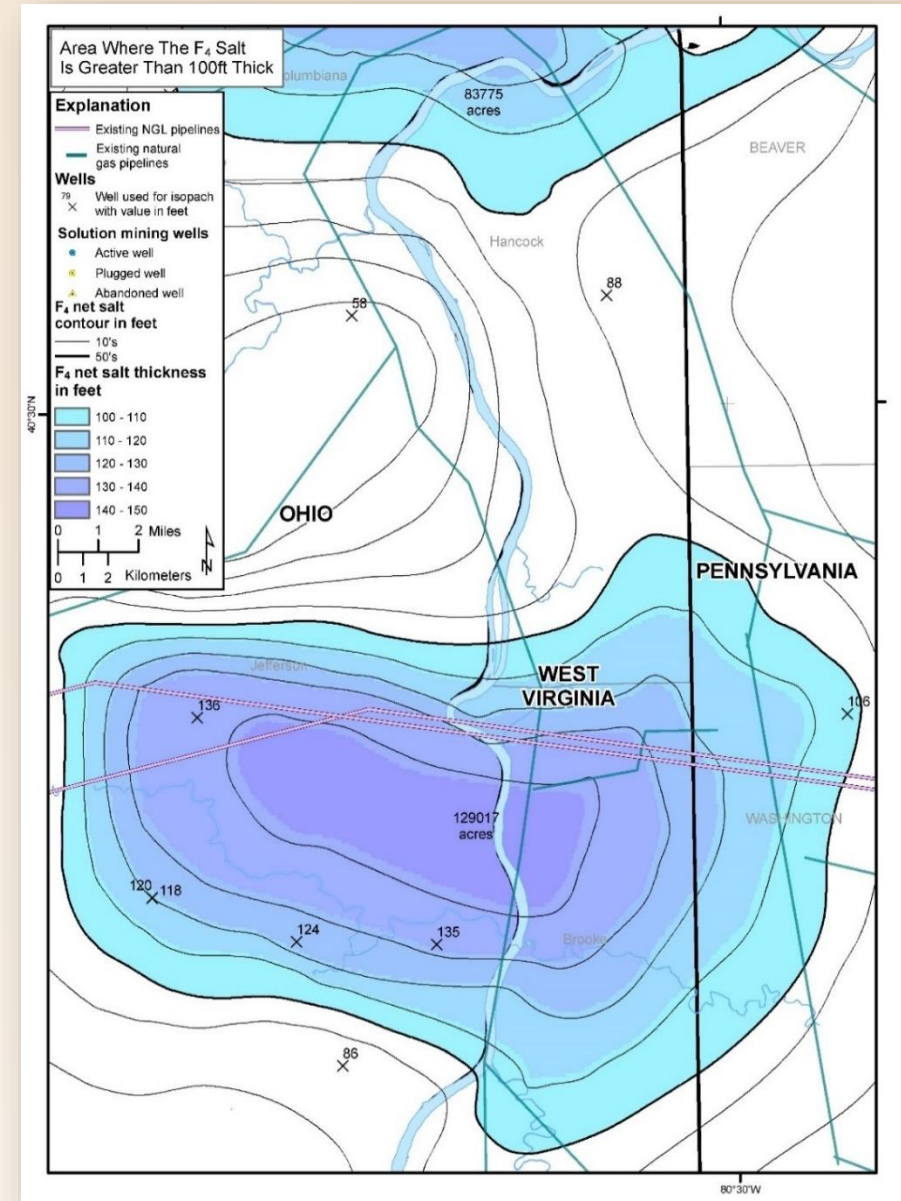 Area Where The F₄ Salt
Is Greater Than 100ft Thick
Explanation
Existing NGL pipelines
Existing natural
gas pipelines
Wells
79
Well used for isopach
with value in feet
Solution mining wells
Active well
Plugged well
Abandoned well
F₄ net salt
contour in feet
10's
50's
F₄ net salt thickness
in feet
100 - 110
110 - 120
120 - 130
130 - 140
140 - 150
0 1 2 Miles
0 1 2 Kilometers
N
olumbiana
83775
acres
BEAVER
Hancock
88
58
40°30'N
OHIO
PENNSYLVANIA
Jefferson
WEST
VIRGINIA
136
106
129017
acres
WASHINGTON
120 118
124
135
Brooke
86
80°30'W